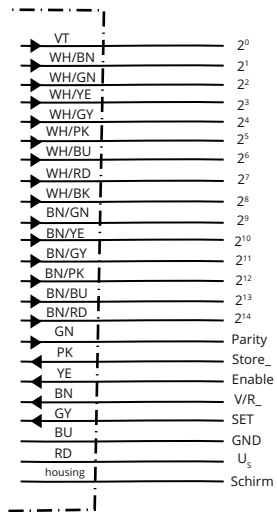 VT 2⁰
WH/BN 2¹
WH/GN 2²
WH/YE 2³
WH/GY 2⁴
WH/PK 2⁵
WH/BU 2⁶
WH/RD 2⁷
WH/BK 2⁸
BN/GN 2⁹
BN/YE 2¹⁰
BN/GY 2¹¹
BN/PK 2¹²
BN/BU 2¹³
BN/RD 2¹⁴
GN Parity
PK Store_
YE Enable
BN V/R_
GY SET
BU GND
RD Uₛ
housing Schirm